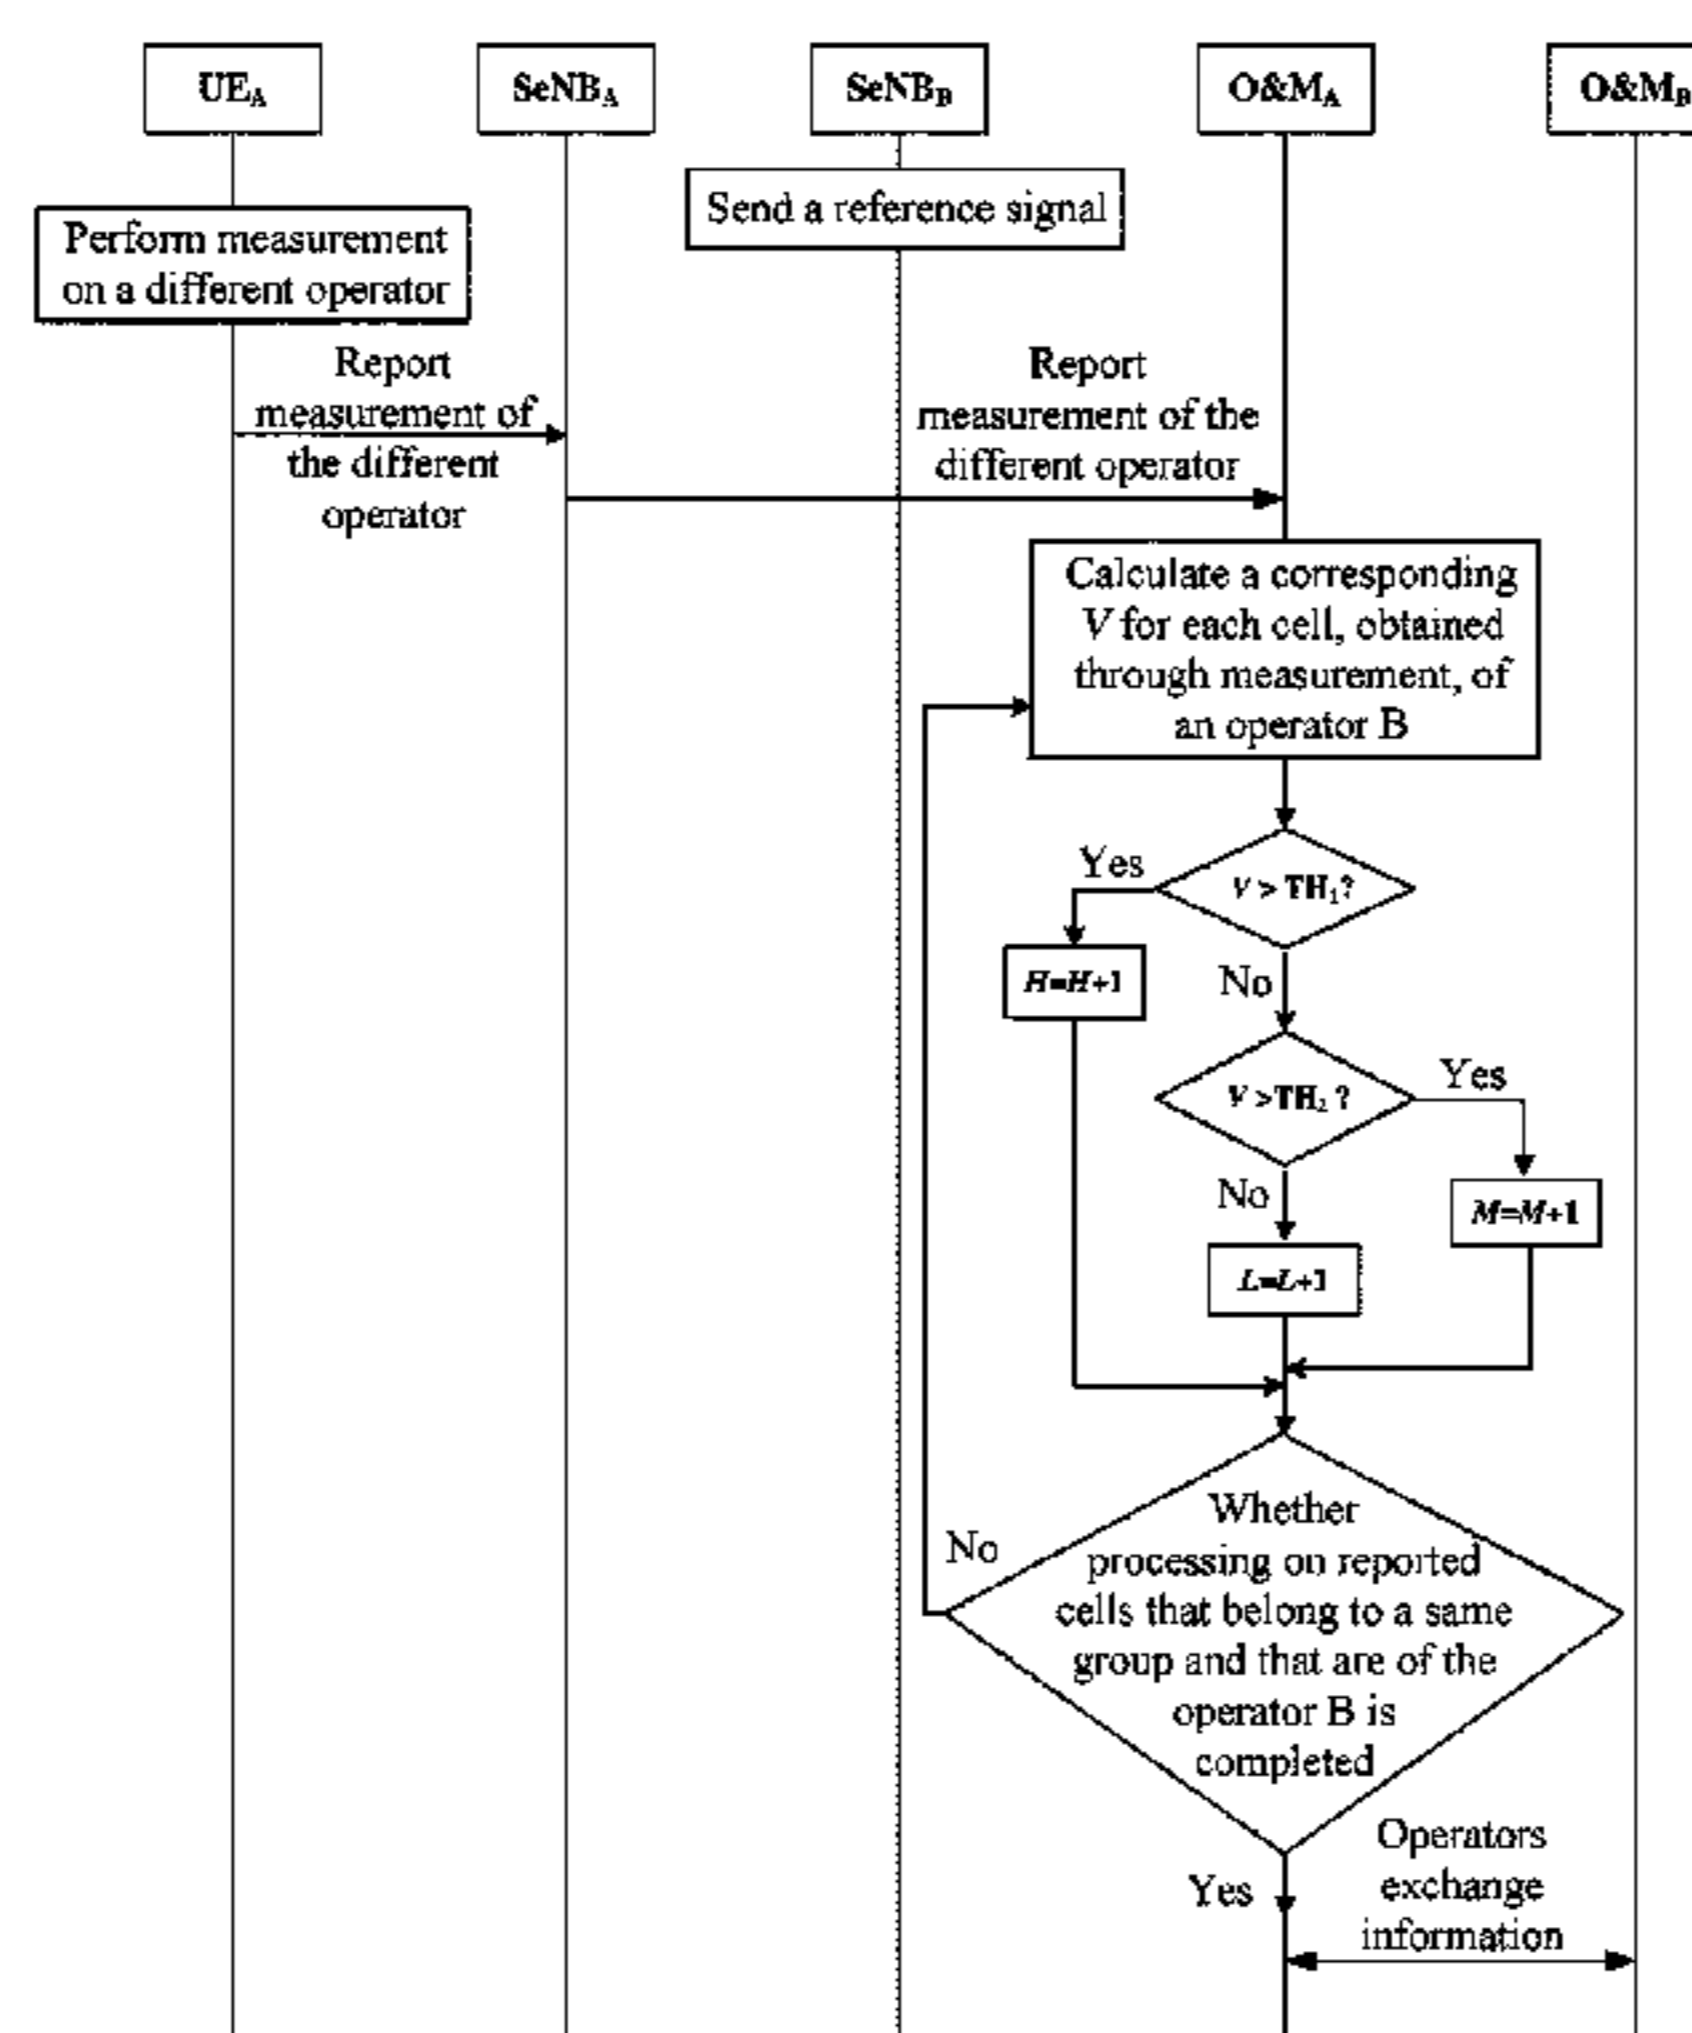 UEA
SeNBA
SeNBB
O&MA
O&MB
Send a reference signal
Perform measurement
on a different operator
Report
measurement of
the different
operator
Report
measurement of the
different operator
Calculate a corresponding
V for each cell, obtained
through measurement, of
an operator B
V > TH1?
Yes
H=H+1
No
V >TH2 ?
Yes
M=M+1
No
L=L+1
Whether
processing on reported
cells that belong to a same
group and that are of the
operator B is
completed
No
Yes
Operators
exchange
information